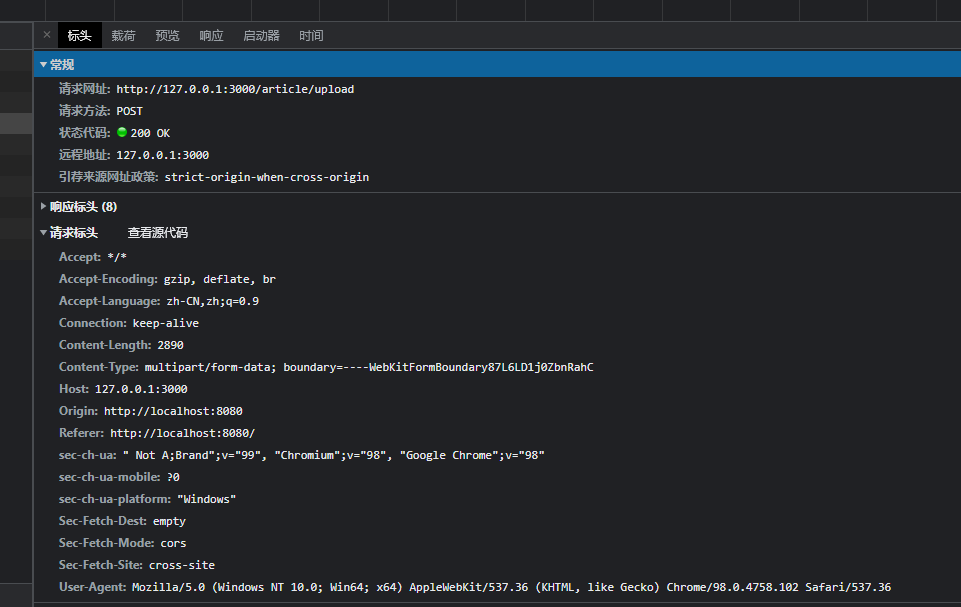 × 标头 载荷 预览 响应 启动器 时间
常规
请求网址: http://127.0.0.1:3000/article/upload
请求方法: POST
状态代码: 200 OK
远程地址: 127.0.0.1:3000
引荐来源网址政策: strict-origin-when-cross-origin
响应标头 (8)
请求标头 查看源代码
Accept: */*
Accept-Encoding: gzip, deflate, br
Accept-Language: zh-CN,zh;q=0.9
Connection: keep-alive
Content-Length: 2890
Content-Type: multipart/form-data; boundary=----WebKitFormBoundary87L6LD1j0ZbnRahC
Host: 127.0.0.1:3000
Origin: http://localhost:8080
Referer: http://localhost:8080/
sec-ch-ua: " Not A;Brand";v="99", "Chromium";v="98", "Google Chrome";v="98"
sec-ch-ua-mobile: ?0
sec-ch-ua-platform: "Windows"
Sec-Fetch-Dest: empty
Sec-Fetch-Mode: cors
Sec-Fetch-Site: cross-site
User-Agent: Mozilla/5.0 (Windows NT 10.0; Win64; x64) AppleWebKit/537.36 (KHTML, like Gecko) Chrome/98.0.4758.102 Safari/537.36